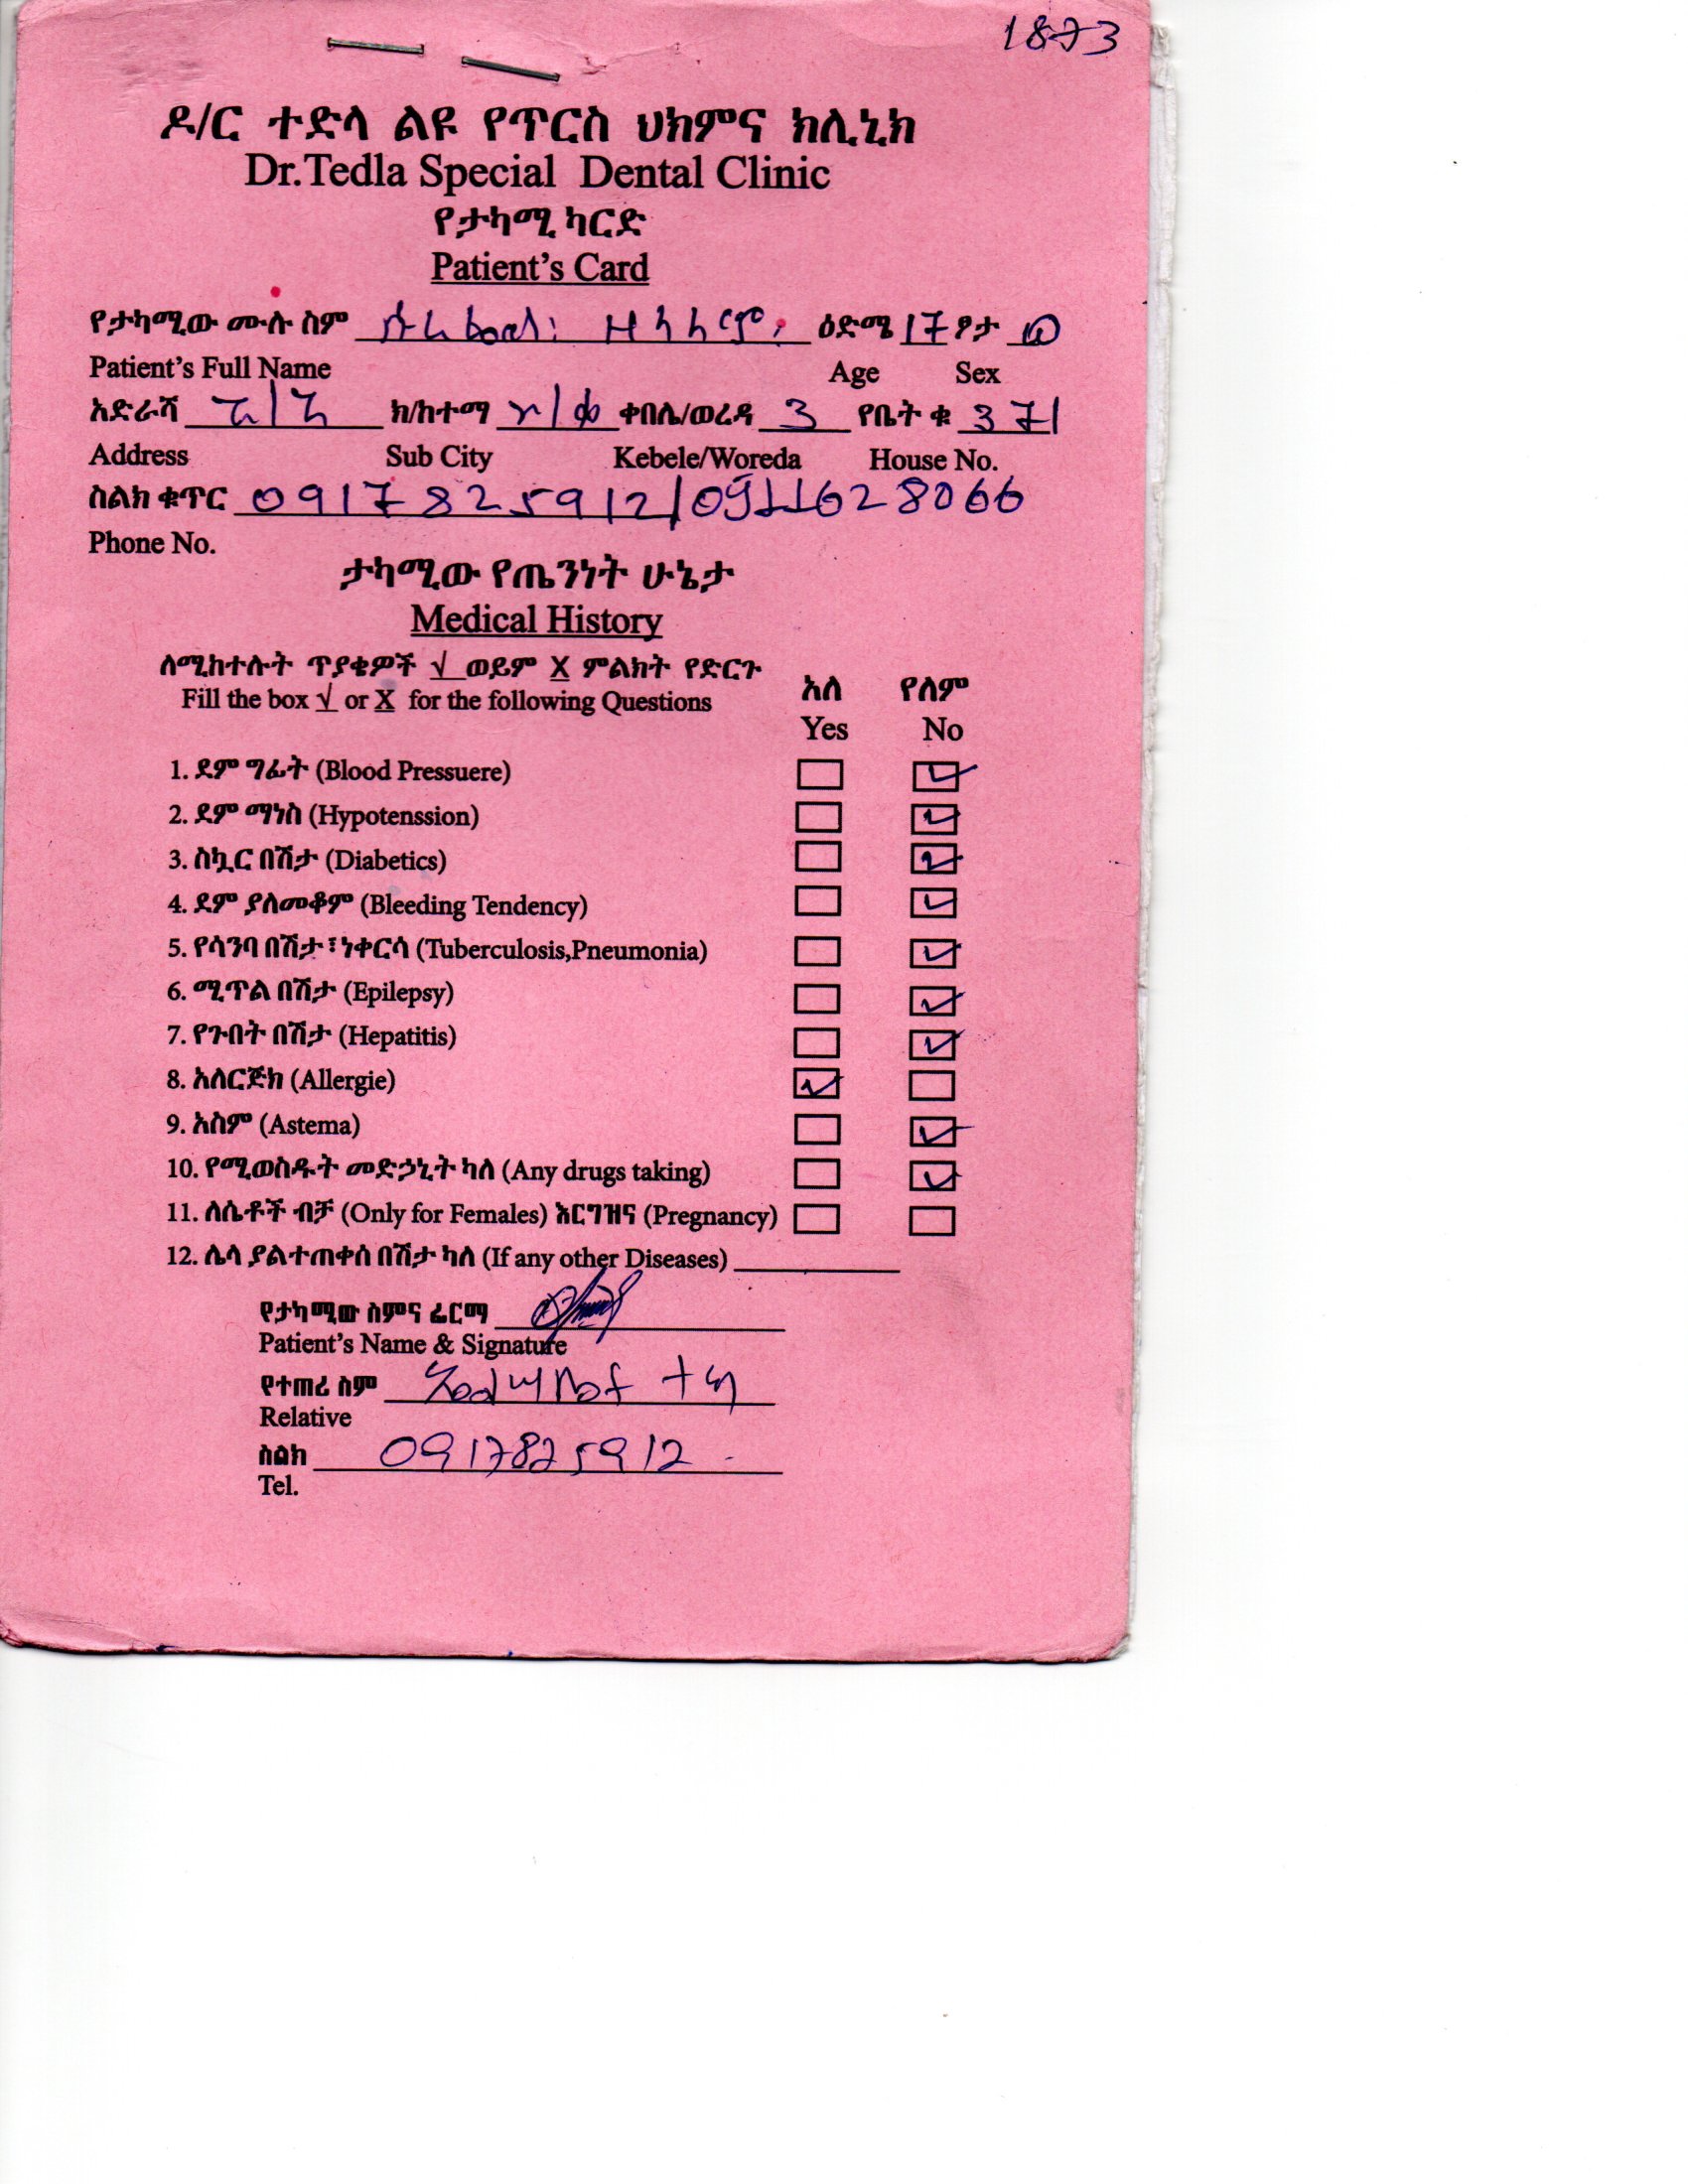 1873
ዶ/ር ተድላ ልዩ የጥርስ ህክምና ክሊኒክ
Dr.Tedla Special Dental Clinic
የታካሚ ካርድ
Patient's Card
የታካሚው ሙሉ ስም ዕድሜ 17 ፆታ
Patient's Full Name Age Sex
አድራሻ ክ/ከተማ ቀበሌ/ወረዳ 3 የቤት ቁ 371
Address Sub City Kebele/Woreda House No.
ስልክ ቁጥር 0917825912/0911628066
Phone No.
ታካሚው የጤንነት ሁኔታ
Medical History
ለሚከተሉት ጥያቄዎች √ ወይም X ምልክት የድርጉ
Fill the box √ or X for the following Questions
አለ የለም
Yes No
1. ደም ግፊት (Blood Pressuere)
2. ደም ማነስ (Hypotenssion)
3. ስኳር በሽታ (Diabetics)
4. ደም ያለመቆም (Bleeding Tendency)
5. የሳንባ በሽታ፣ነቀርሳ (Tuberculosis,Pneumonia)
6. ሚጥል በሽታ (Epilepsy)
7. የጉበት በሽታ (Hepatitis)
8. አለርጅክ (Allergie)
9. አስም (Astema)
10. የሚወስዱት መድኃኒት ካለ (Any drugs taking)
11. ለሴቶች ብቻ (Only for Females) እርግዝና (Pregnancy)
12. ሌላ ያልተጠቀሰ በሽታ ካለ (If any other Diseases)
የታካሚው ስምና ፊርማ
Patient's Name & Signature
የተጠሪ ስም
Relative
ስልክ 0917825912
Tel.